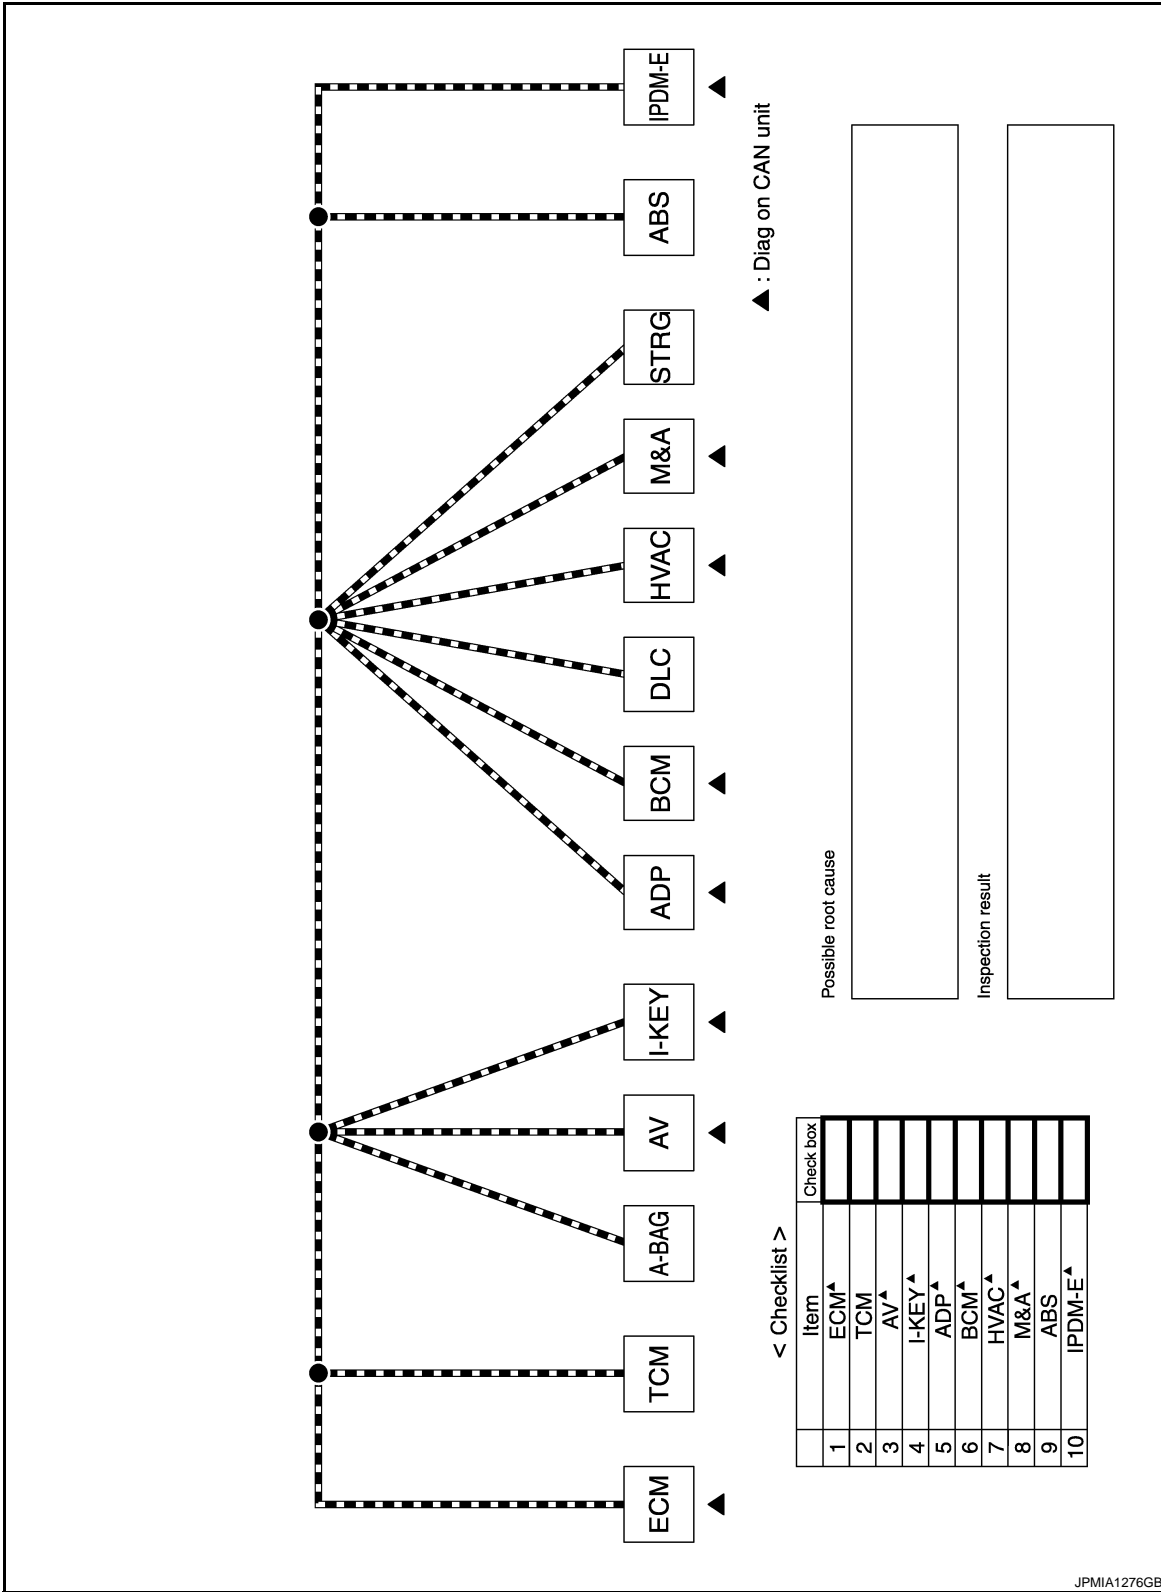 ECM
TCM
A-BAG
AV
I-KEY
ADP
BCM
DLC
HVAC
M&A
STRG
ABS
IPDM-E
▲ : Diag on CAN unit
< Checklist >
Item Check box
1 ECM▲
2 TCM
3 AV▲
4 I-KEY▲
5 ADP▲
6 BCM▲
7 HVAC▲
8 M&A▲
9 ABS
10 IPDM-E▲
Possible root cause
Inspection result
JPMIA1276GB